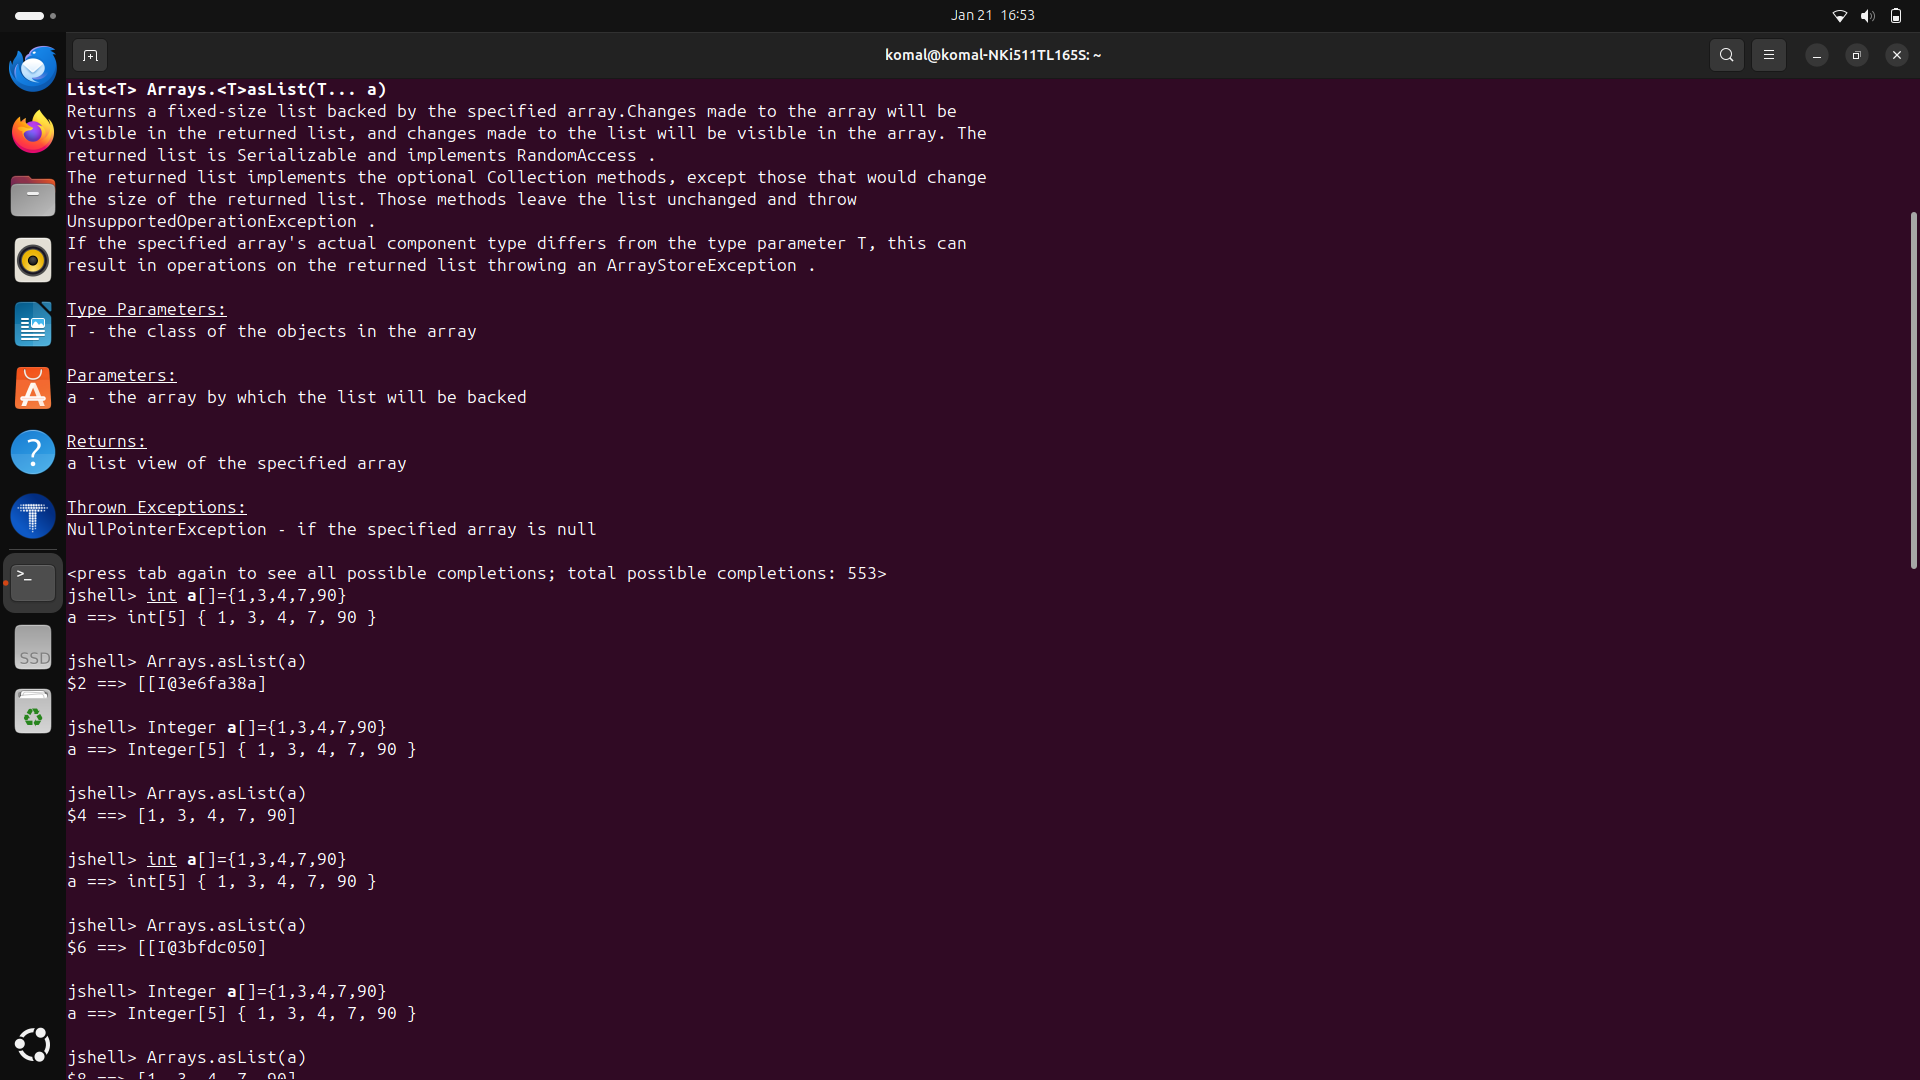 Jan 21 16:53
komal@komal-NKi511TL165S: ~
List<T> Arrays.<T>asList(T... a)
Returns a fixed-size list backed by the specified array.Changes made to the array will be
visible in the returned list, and changes made to the list will be visible in the array. The
returned list is Serializable and implements RandomAccess .
The returned list implements the optional Collection methods, except those that would change
the size of the returned list. Those methods leave the list unchanged and throw
UnsupportedOperationException .
If the specified array's actual component type differs from the type parameter T, this can
result in operations on the returned list throwing an ArrayStoreException .
Type Parameters:
T - the class of the objects in the array
Parameters:
a - the array by which the list will be backed
Returns:
a list view of the specified array
Thrown Exceptions:
NullPointerException - if the specified array is null
<press tab again to see all possible completions; total possible completions: 553>
jshell> int a[]={1,3,4,7,90}
a ==> int[5] { 1, 3, 4, 7, 90 }
jshell> Arrays.asList(a)
$2 ==> [[I@3e6fa38a]
jshell> Integer a[]={1,3,4,7,90}
a ==> Integer[5] { 1, 3, 4, 7, 90 }
jshell> Arrays.asList(a)
$4 ==> [1, 3, 4, 7, 90]
jshell> int a[]={1,3,4,7,90}
a ==> int[5] { 1, 3, 4, 7, 90 }
jshell> Arrays.asList(a)
$6 ==> [[I@3bfdc050]
jshell> Integer a[]={1,3,4,7,90}
a ==> Integer[5] { 1, 3, 4, 7, 90 }
jshell> Arrays.asList(a)
$8 ==> [1, 3, 4, 7, 90]
SSD